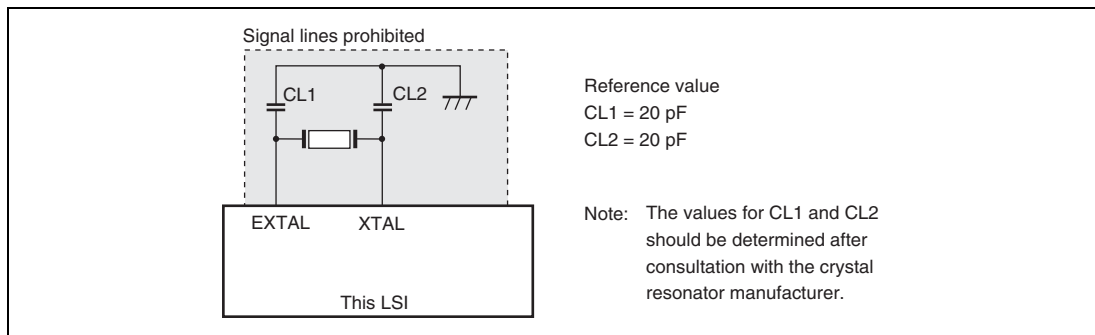 Signal lines prohibited
CL1
CL2
Reference value
CL1 = 20 pF
CL2 = 20 pF
EXTAL
XTAL
This LSI
Note: The values for CL1 and CL2
should be determined after
consultation with the crystal
resonator manufacturer.